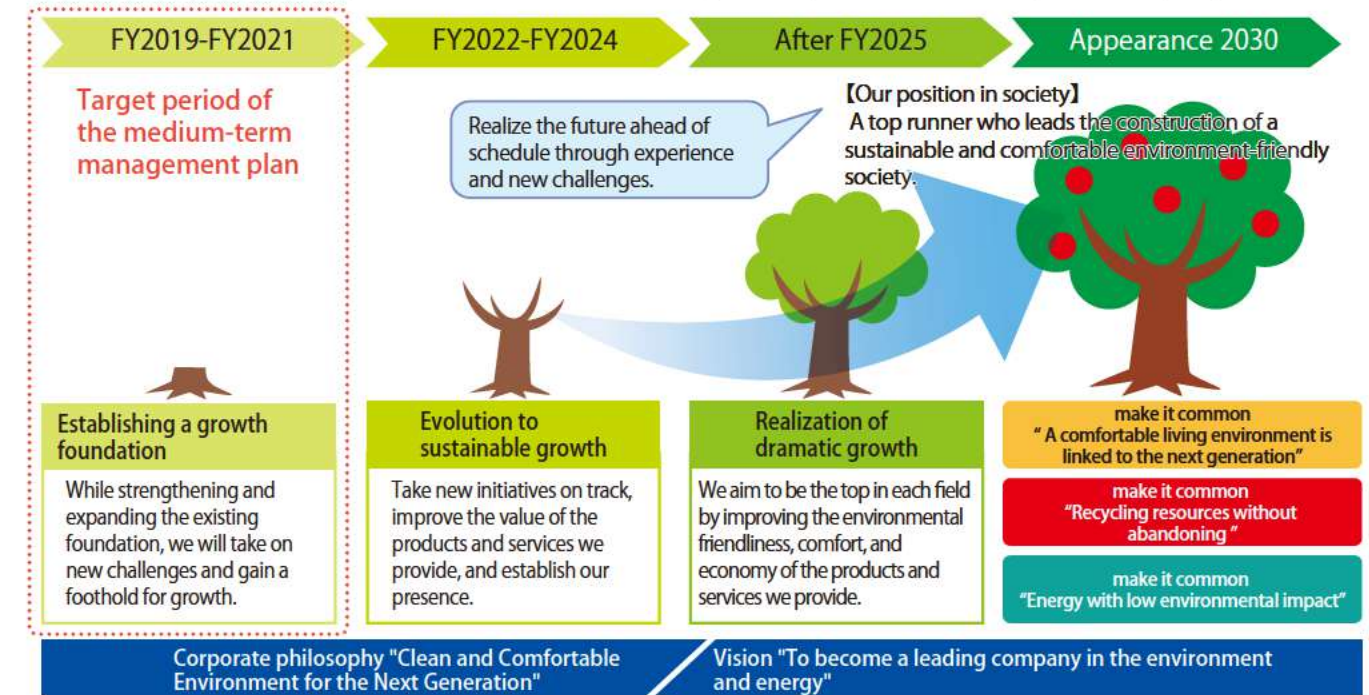 FY2019-FY2021
FY2022-FY2024
After FY2025
Appearance 2030
Target period of
the medium-term
management plan
Realize the future ahead of
schedule through experience
and new challenges.
【Our position in society】
A top runner who leads the construction of a
sustainable and comfortable environment-friendly
society.
Establishing a growth
foundation
While strengthening and
expanding the existing
foundation, we will take on
new challenges and gain a
foothold for growth.
Evolution to
sustainable growth
Take new initiatives on track,
improve the value of the
products and services we
provide, and establish our
presence.
Realization of
dramatic growth
We aim to be the top in each field
by improving the environmental
friendliness, comfort, and
economy of the products and
services we provide.
make it common
“ A comfortable living environment is
linked to the next generation”
make it common
“Recycling resources without
abandoning ”
make it common
“Energy with low environmental impact”
Corporate philosophy "Clean and Comfortable
Environment for the Next Generation"
Vision "To become a leading company in the environment
and energy"